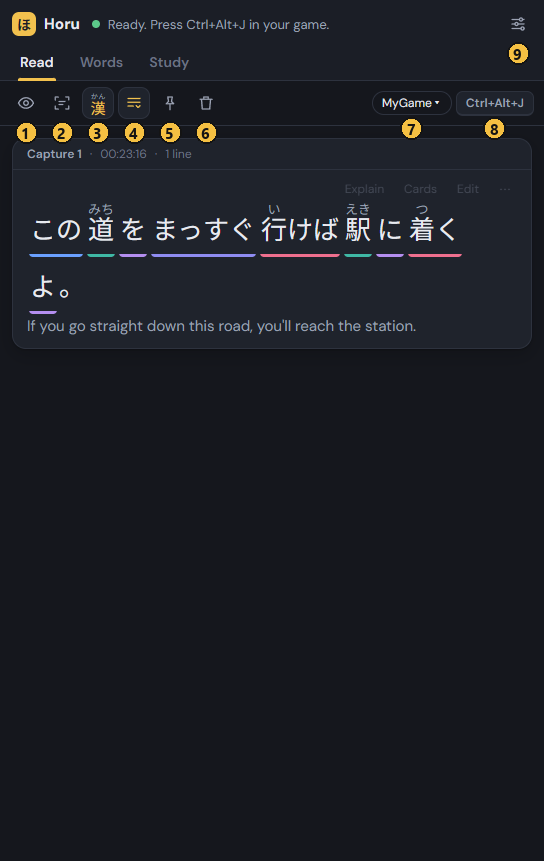 ほ Horu Ready. Press Ctrl+Alt+J in your game.
9
Read Words Study
かん
漢 MyGame Ctrl+Alt+J
1 2 3 4 5 6 7 8
Capture 1 · 00:23:16 · 1 line
Explain Cards Edit ···
みち い えき つ
この道をまっすぐ行けば駅に着く
よ。
If you go straight down this road, you'll reach the station.